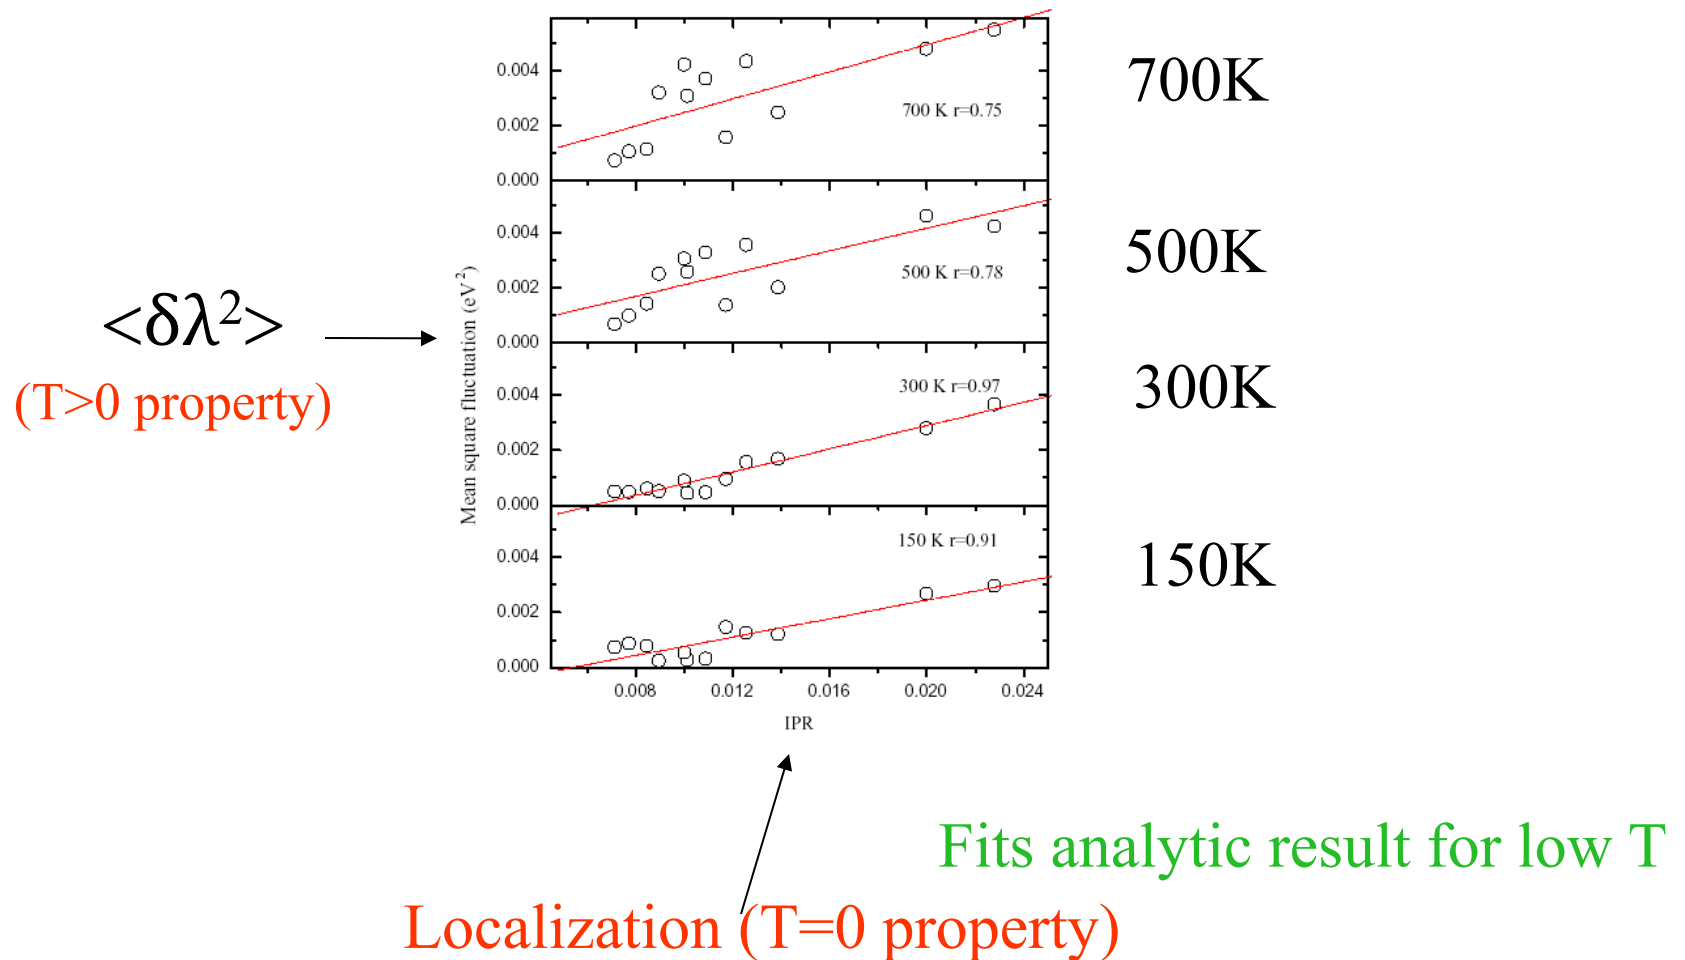 0.004
0.002
0.000
700 K r=0.75
700K
0.004
0.002
0.000
500 K r=0.78
500K
<δλ²>
(T>0 property)
Mean square fluctuation (eV²)
0.004
0.002
0.000
300 K r=0.97
300K
0.004
0.002
0.000
150 K r=0.91
150K
0.008 0.012 0.016 0.020 0.024
IPR
Fits analytic result for low T
Localization (T=0 property)